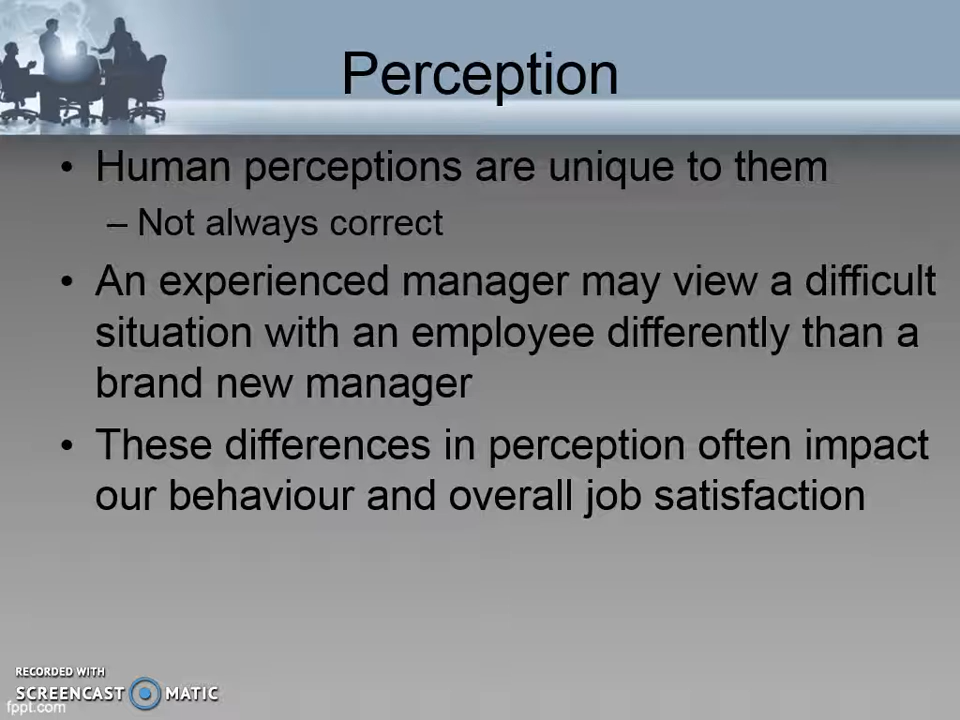 Perception
• Human perceptions are unique to them
– Not always correct
• An experienced manager may view a difficult
situation with an employee differently than a
brand new manager
• These differences in perception often impact
our behaviour and overall job satisfaction
RECORDED WITH
SCREENCAST MATIC
fppt.com